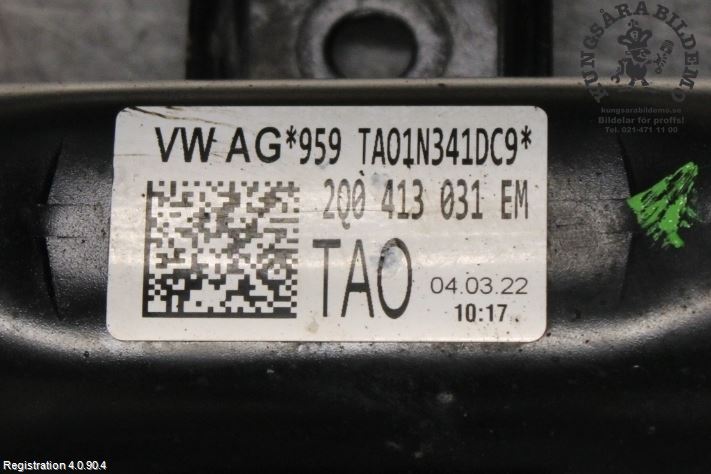 KUNGSÅRA BILDEMO
kungsarabildemo.se
Bildelar för proffs!
Tel. 021-471 11 00
VW AG*959 TAO1N341DC9*
2Q0 413 031 EM
TAO
04.03.22
10:17
Registration 4.0.90.4